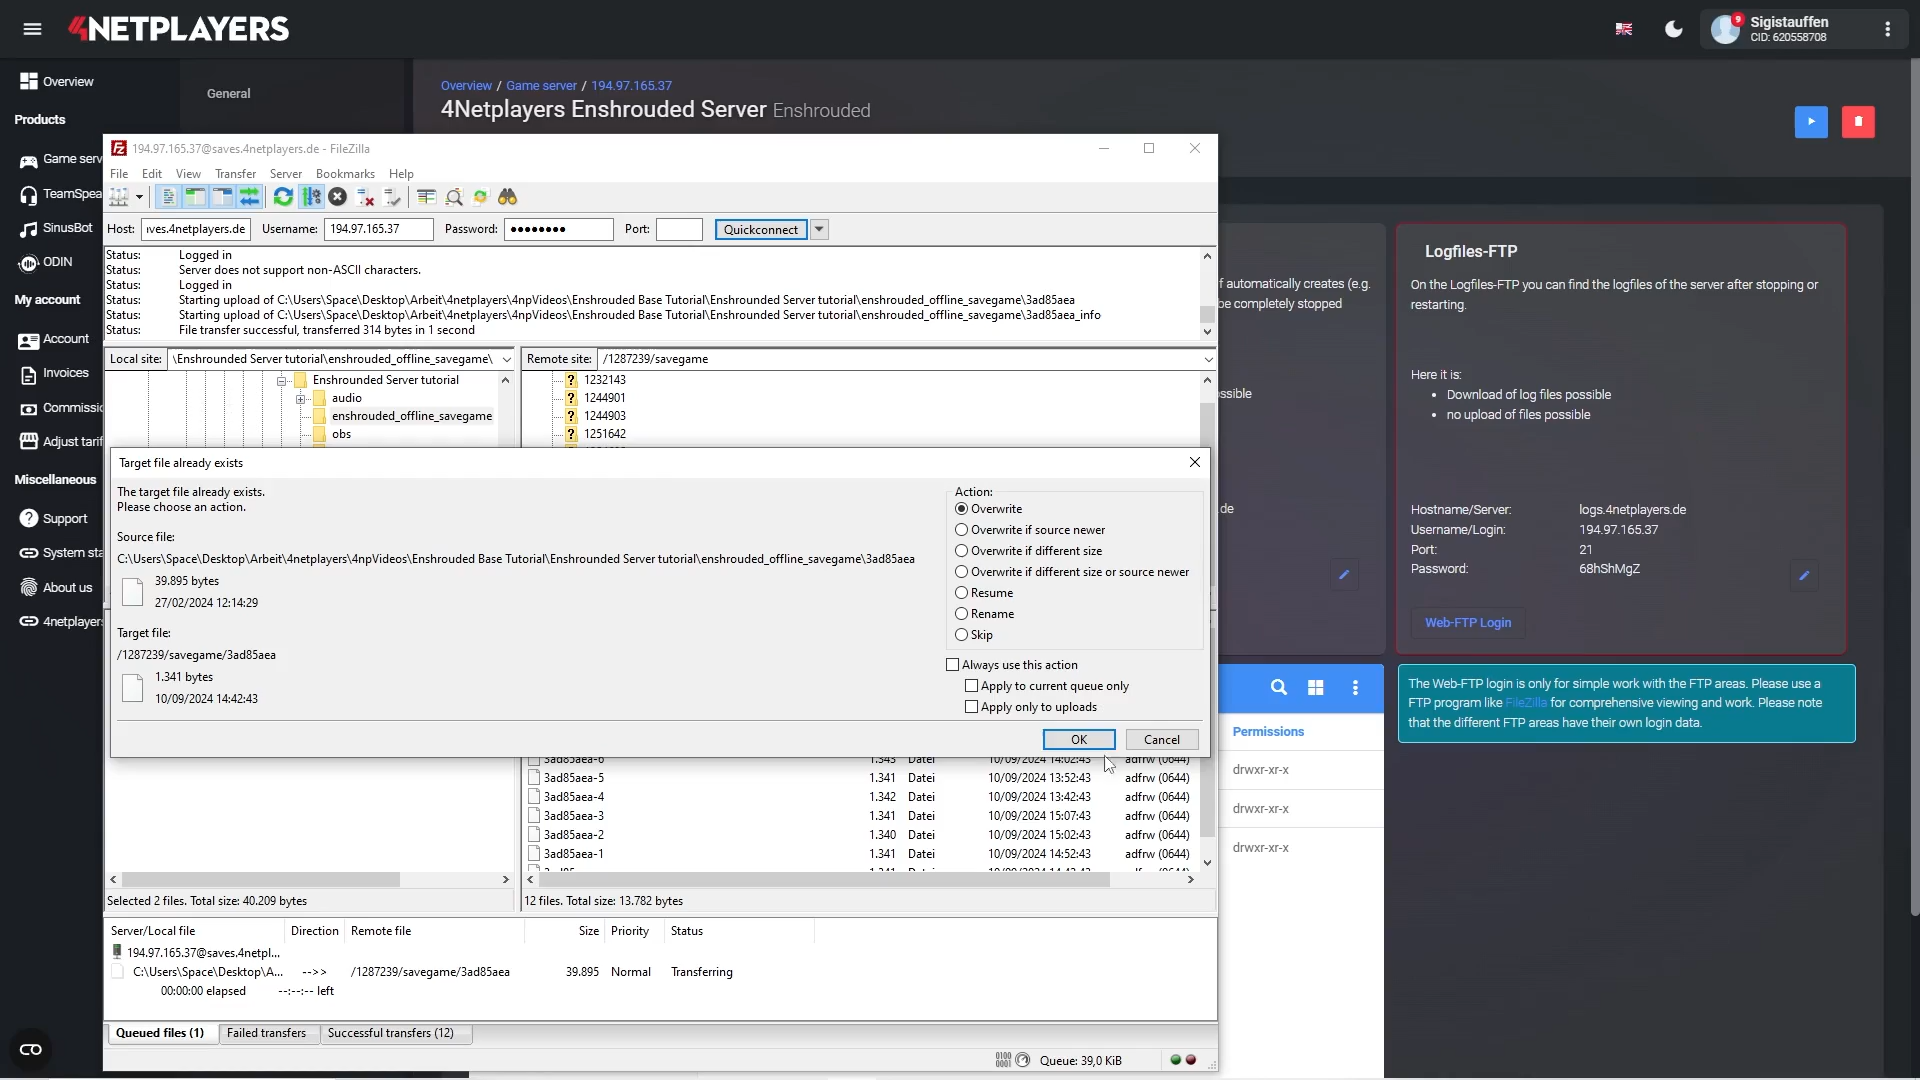 4NETPLAYERS
9
Sigistauffen
CID: 620558708
Overview
Products
Game serv
TeamSpea
SinusBot
ODIN
My account
Account
Invoices
Commissic
Adjust tarif
Miscellaneous
Support
System sta
About us
4netplayers
General
Overview / Game server / 194.97.165.37
4Netplayers Enshrouded Server Enshrouded
194.97.165.37@saves.4netplayers.de - FileZilla
File Edit View Transfer Server Bookmarks Help
Host: ives.4netplayers.de Username: 194.97.165.37 Password: ●●●●●●●● Port: Quickconnect
Status: Logged in
Status: Server does not support non-ASCII characters.
Status: Logged in
Status: Starting upload of C:\Users\Space\Desktop\Arbeit\4netplayers\4npVideos\Enshrouded Base Tutorial\Enshrounded Server tutorial\enshrouded_offline_savegame\3ad85aea
Status: Starting upload of C:\Users\Space\Desktop\Arbeit\4netplayers\4npVideos\Enshrouded Base Tutorial\Enshrounded Server tutorial\enshrouded_offline_savegame\3ad85aea_info
Status: File transfer successful, transferred 314 bytes in 1 second
Local site: \Enshrounded Server tutorial\enshrouded_offline_savegame\
Enshrounded Server tutorial
audio
enshrouded_offline_savegame
obs
Remote site: /1287239/savegame
1232143
1244901
1244903
1251642
Target file already exists
The target file already exists.
Please choose an action.
Source file:
C:\Users\Space\Desktop\Arbeit\4netplayers\4npVideos\Enshrouded Base Tutorial\Enshrounded Server tutorial\enshrouded_offline_savegame\3ad85aea
39.895 bytes
27/02/2024 12:14:29
Target file:
/1287239/savegame/3ad85aea
1.341 bytes
10/09/2024 14:42:43
Action:
Overwrite
Overwrite if source newer
Overwrite if different size
Overwrite if different size or source newer
Resume
Rename
Skip
Always use this action
Apply to current queue only
Apply only to uploads
OK Cancel
3ad85aea-6 1.343 Datei 10/09/2024 14:02:43 adfrw (0644)
3ad85aea-5 1.341 Datei 10/09/2024 13:52:43 adfrw (0644)
3ad85aea-4 1.342 Datei 10/09/2024 13:42:43 adfrw (0644)
3ad85aea-3 1.341 Datei 10/09/2024 15:07:43 adfrw (0644)
3ad85aea-2 1.340 Datei 10/09/2024 15:02:43 adfrw (0644)
3ad85aea-1 1.341 Datei 10/09/2024 14:52:43 adfrw (0644)
Selected 2 files. Total size: 40.209 bytes
12 files. Total size: 13.782 bytes
Server/Local file Direction Remote file Size Priority Status
194.97.165.37@saves.4netpl...
C:\Users\Space\Desktop\A... -->> /1287239/savegame/3ad85aea 39.895 Normal Transferring
00:00:00 elapsed --:--:-- left
Queued files (1) Failed transfers Successful transfers (12)
Queue: 39,0 KiB
f automatically creates (e.g.
be completely stopped
ssible
de
Permissions
drwxr-xr-x
drwxr-xr-x
drwxr-xr-x
Logfiles-FTP
On the Logfiles-FTP you can find the logfiles of the server after stopping or
restarting.
Here it is:
Download of log files possible
no upload of files possible
Hostname/Server: logs.4netplayers.de
Username/Login: 194.97.165.37
Port: 21
Password: 68hShMgZ
Web-FTP Login
The Web-FTP login is only for simple work with the FTP areas. Please use a
FTP program like FileZilla for comprehensive viewing and work. Please note
that the different FTP areas have their own login data.